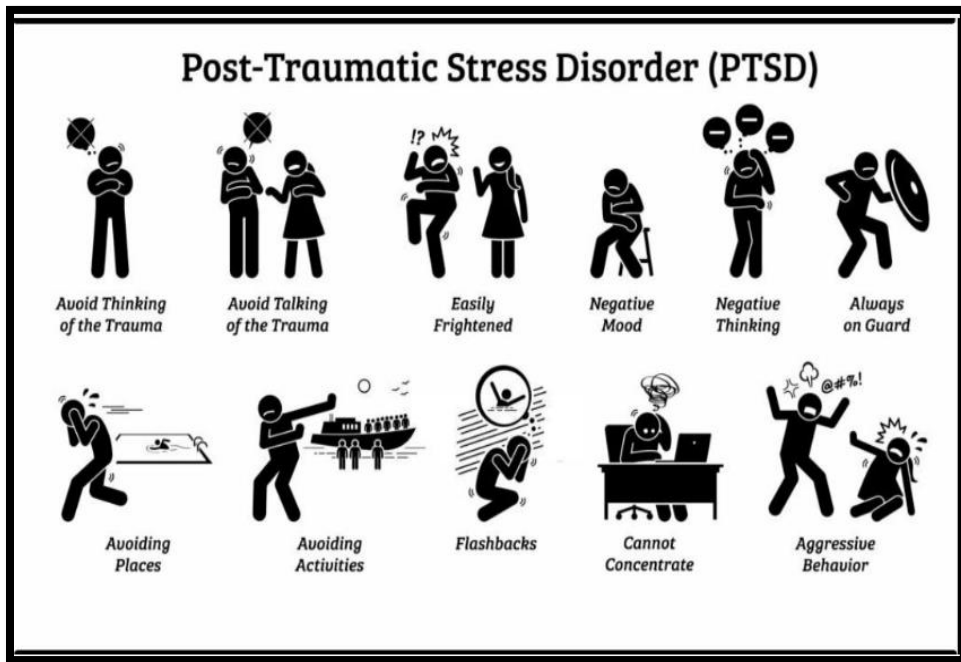 Post-Traumatic Stress Disorder (PTSD)
!?
Avoid Thinking
of the Trauma
Avoid Talking
of the Trauma
Easily
Frightened
Negative
Mood
Negative
Thinking
Always
on Guard
@#%!
Avoiding
Places
Avoiding
Activities
Flashbacks
Cannot
Concentrate
Aggressive
Behavior